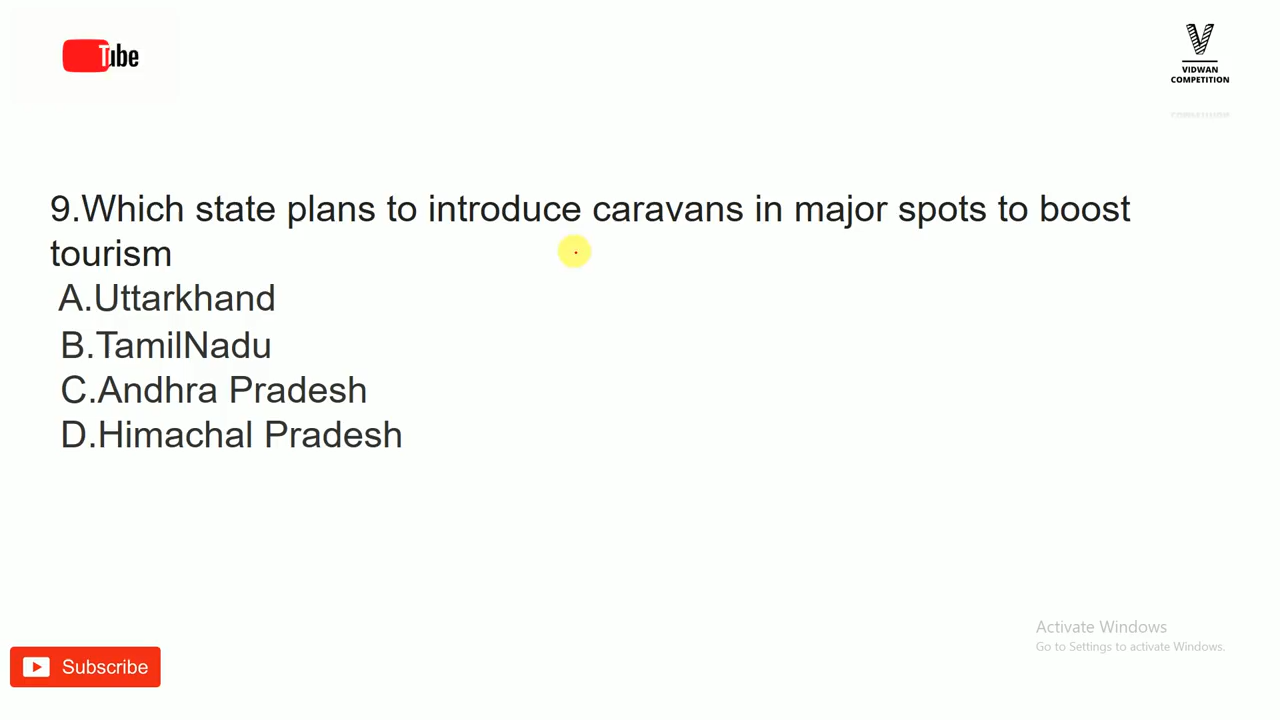 Tube
VIDWAN
COMPETITION
9.Which state plans to introduce caravans in major spots to boost
tourism
A.Uttarkhand
B.TamilNadu
C.Andhra Pradesh
D.Himachal Pradesh
Activate Windows
Go to Settings to activate Windows.
Subscribe